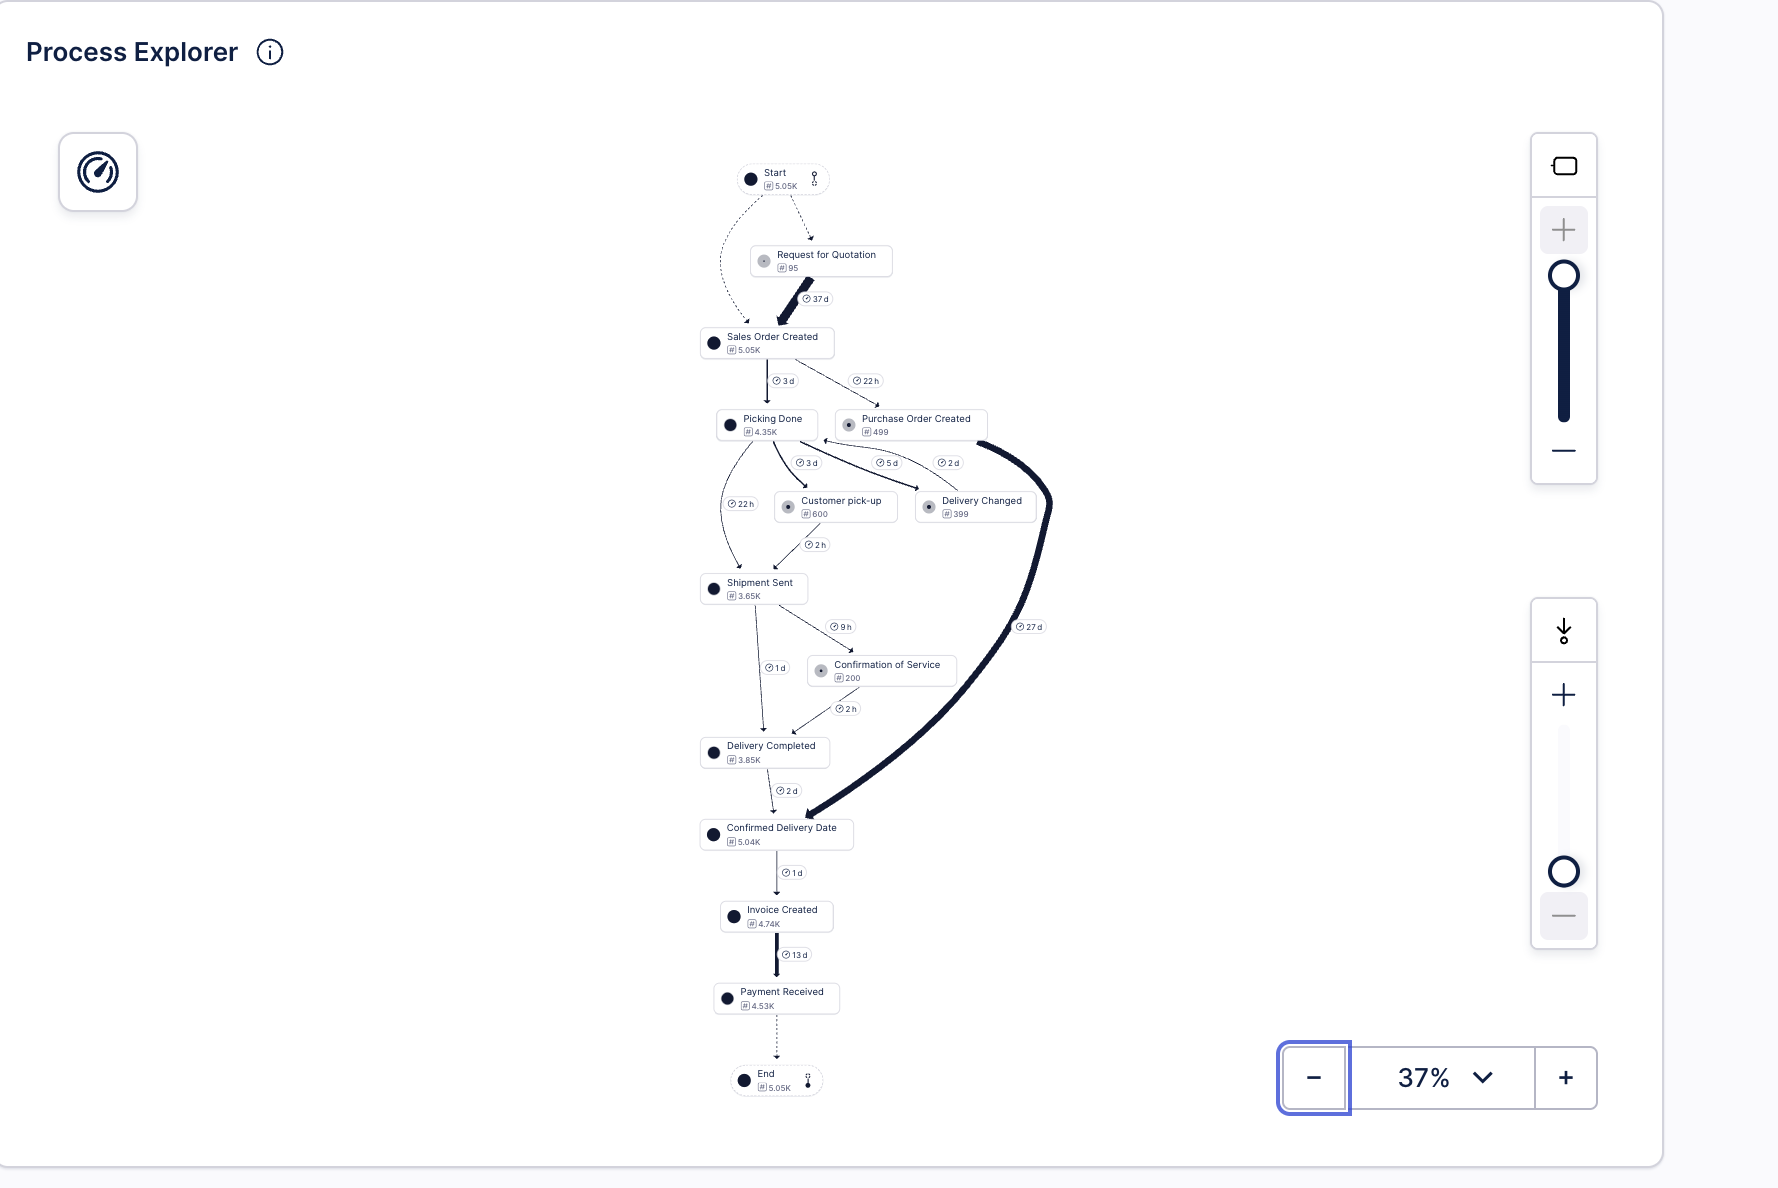 Process Explorer
Start
# 5.05K
Request for Quotation
# 95
37 d
Sales Order Created
# 5.05K
3 d
22 h
Picking Done
# 4.35K
Purchase Order Created
# 499
3 d
5 d
2 d
22 h
Customer pick-up
# 600
Delivery Changed
# 399
2 h
Shipment Sent
# 3.65K
9 h
27 d
1 d
Confirmation of Service
# 200
2 h
Delivery Completed
# 3.85K
2 d
Confirmed Delivery Date
# 5.04K
1 d
Invoice Created
# 4.74K
13 d
Payment Received
# 4.53K
End
# 5.05K
37%